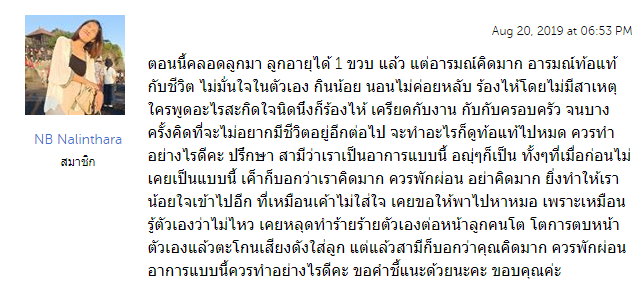 Aug 20, 2019 at 06:53 PM
ตอนนี้คลอดลูกมา ลูกอายุได้ 1 ขวบ แล้ว แต่อารมณ์คิดมาก อารมณ์ท้อแท้
กับชีวิต ไม่มั่นใจในตัวเอง กินน้อย นอนไม่ค่อยหลับ ร้องไห้โดยไม่มีสาเหตุ
ใครพูดอะไรสะกิดใจนิดนึงก็ร้องไห้ เครียดกับงาน กับกับครอบครัว จนบาง
ครั้งคิดที่จะไม่อยากมีชีวิตอยู่อีกต่อไป จะทำอะไรก็ดูท้อแท้ไปหมด ควรทำ
อย่างไรดีคะ ปรึกษา สามีว่าเราเป็นอาการแบบนี้ อญุ่ๆก็เป็น ทั้งๆที่เมื่อก่อนไม่
เคยเป็นแบบนี้ เค้าก็บอกว่าเราคิดมาก ควรพักผ่อน อย่าคิดมาก ยิ่งทำให้เรา
น้อยใจเข้าไปอีก ที่เหมือนเค้าไม่ใส่ใจ เคยขอให้พาไปหาหมอ เพราะเหมือน
รู้ตัวเองว่าไม่ไหว เคยหลุดทำร้ายร้ายตัวเองต่อหน้าลูกคนโต โตการตบหน้า
ตัวเองแล้วตะโกนเสียงดังใส่ลูก แต่แล้วสามีก็บอกว่าคุณคิดมาก ควรพักผ่อน
อาการแบบนี้ควรทำอย่างไรดีคะ ขอคำชี้แนะด้วยนะคะ ขอบคุณค่ะ
NB Nalinthara
สมาชิก